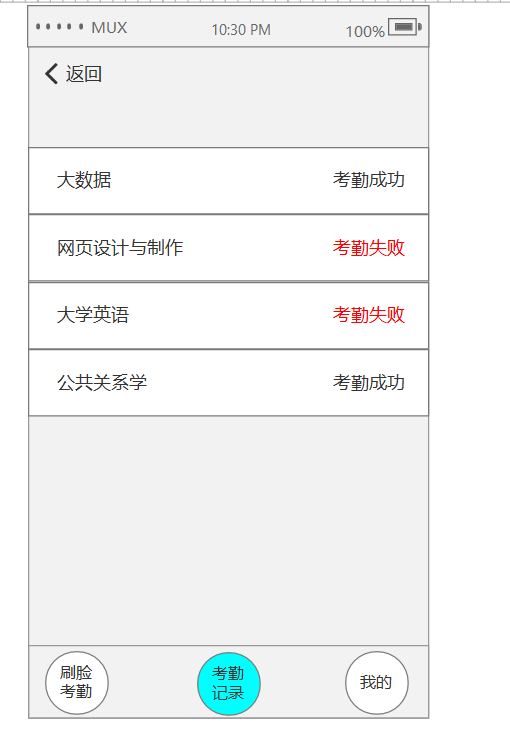 MUX 10:30 PM 100%
返回
大数据 考勤成功
网页设计与制作 考勤失败
大学英语 考勤失败
公共关系学 考勤成功
刷脸
考勤
考勤
记录
我的